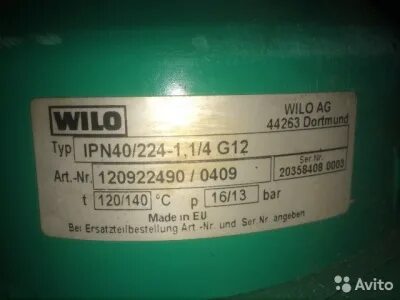 WILO
WILO AG
44263 Dortmund
Typ IPN40/224-1,1/4 G12
Art.-Nr. 120922490 / 0409
Ser.Nr.
20358408 0003
t 120/140 °C p 16/13 bar
Made in EU
Bei Ersatzteilbestellung Art.-Nr. und Ser.Nr. angeben
Avito